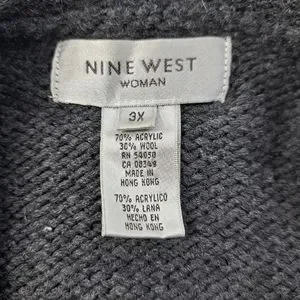 NINE WEST
WOMAN
3X
70% ACRYLIC
30% WOOL
RN 54050
CA 08348
MADE IN
HONG KONG
70% ACRYLICO
30% LANA
HECHO EN
HONG KONG